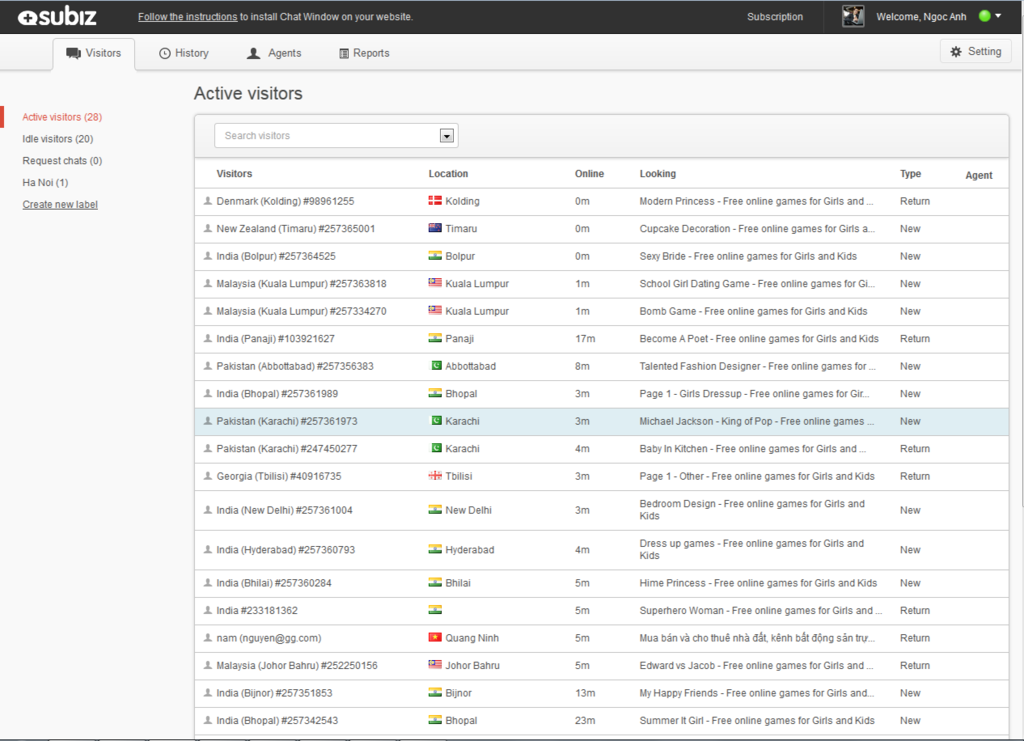 subiz
Follow the instructions to install Chat Window on your website.
Subscription
Welcome, Ngoc Anh
Visitors
History
Agents
Reports
Setting
Active visitors (28)
Idle visitors (20)
Request chats (0)
Ha Noi (1)
Create new label
Active visitors
Search visitors
Visitors Location Online Looking Type Agent
Denmark (Kolding) #98961255 Kolding 0m Modern Princess - Free online games for Girls and ... Return
New Zealand (Timaru) #257365001 Timaru 0m Cupcake Decoration - Free online games for Girls a... New
India (Bolpur) #257364525 Bolpur 0m Sexy Bride - Free online games for Girls and Kids New
Malaysia (Kuala Lumpur) #257363818 Kuala Lumpur 1m School Girl Dating Game - Free online games for Gi... New
Malaysia (Kuala Lumpur) #257334270 Kuala Lumpur 1m Bomb Game - Free online games for Girls and Kids New
India (Panaji) #103921627 Panaji 17m Become A Poet - Free online games for Girls and Kids Return
Pakistan (Abbottabad) #257356383 Abbottabad 8m Talented Fashion Designer - Free online games for ... New
India (Bhopal) #257361989 Bhopal 3m Page 1 - Girls Dressup - Free online games for Gir... New
Pakistan (Karachi) #257361973 Karachi 3m Michael Jackson - King of Pop - Free online games ... New
Pakistan (Karachi) #247450277 Karachi 4m Baby In Kitchen - Free online games for Girls and ... Return
Georgia (Tbilisi) #40916735 Tbilisi 3m Page 1 - Other - Free online games for Girls and Kids Return
India (New Delhi) #257361004 New Delhi 3m Bedroom Design - Free online games for Girls and New
Kids
India (Hyderabad) #257360793 Hyderabad 4m Dress up games - Free online games for Girls and New
Kids
India (Bhilai) #257360284 Bhilai 5m Hime Princess - Free online games for Girls and Kids New
India #233181362 5m Superhero Woman - Free online games for Girls and ... Return
nam (nguyen@gg.com) Quang Ninh 5m Mua bán và cho thuê nhà đất, kênh bất động sản trự... Return
Malaysia (Johor Bahru) #252250156 Johor Bahru 5m Edward vs Jacob - Free online games for Girls and ... Return
India (Bijnor) #257351853 Bijnor 13m My Happy Friends - Free online games for Girls and... New
India (Bhopal) #257342543 Bhopal 23m Summer It Girl - Free online games for Girls and Kids New